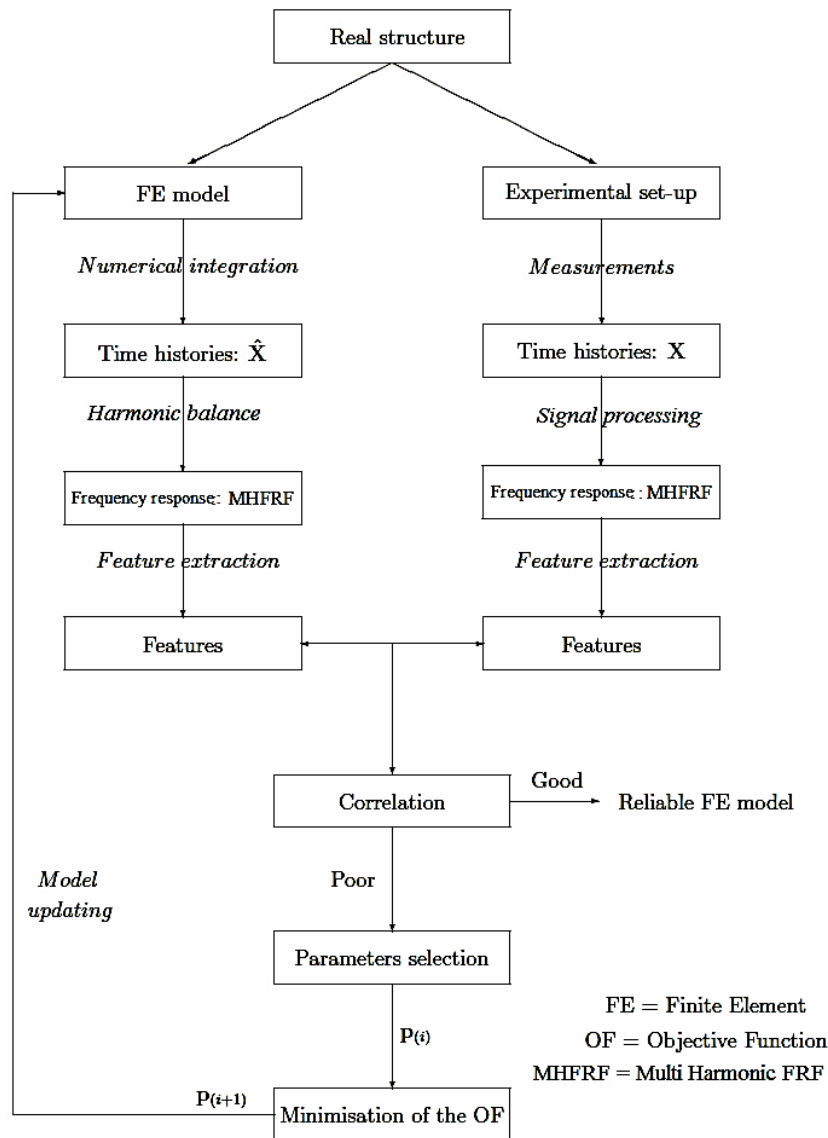 Real structure
FE model
Experimental set-up
Numerical integration
Measurements
Time histories: X̂
Time histories: X
Harmonic balance
Signal processing
Frequency response: MHFRF
Frequency response : MHFRF
Feature extraction
Feature extraction
Features
Features
Correlation
Good
Reliable FE model
Poor
Model
updating
Parameters selection
P(i)
FE = Finite Element
OF = Objective Function
MHFRF = Multi Harmonic FRF
P(i+1)
Minimisation of the OF